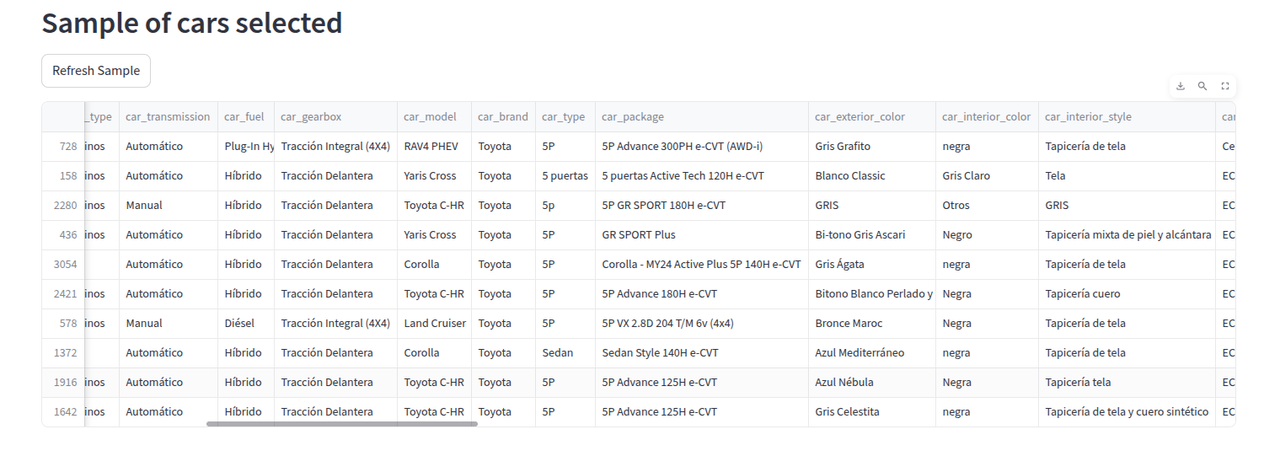 Sample of cars selected
Refresh Sample
_type car_transmission car_fuel car_gearbox car_model car_brand car_type car_package car_exterior_color car_interior_color car_interior_style car
728 inos Automático Plug-In Hy Tracción Integral (4X4) RAV4 PHEV Toyota 5P 5P Advance 300PH e-CVT (AWD-i) Gris Grafito negra Tapicería de tela Ce
158 inos Automático Híbrido Tracción Delantera Yaris Cross Toyota 5 puertas 5 puertas Active Tech 120H e-CVT Blanco Classic Gris Claro Tela EC
2280 inos Manual Híbrido Tracción Delantera Toyota C-HR Toyota 5p 5P GR SPORT 180H e-CVT GRIS Otros GRIS EC
436 inos Automático Híbrido Tracción Delantera Yaris Cross Toyota 5P GR SPORT Plus Bi-tono Gris Ascari Negro Tapicería mixta de piel y alcántara EC
3054 Automático Híbrido Tracción Delantera Corolla Toyota 5P Corolla - MY24 Active Plus 5P 140H e-CVT Gris Ágata negra Tapicería de tela EC
2421 inos Automático Híbrido Tracción Delantera Toyota C-HR Toyota 5P 5P Advance 180H e-CVT Bitono Blanco Perlado y Negra Tapicería cuero EC
578 inos Manual Diésel Tracción Integral (4X4) Land Cruiser Toyota 5P 5P VX 2.8D 204 T/M 6v (4x4) Bronce Maroc Negra Tapicería de tela EC
1372 Automático Híbrido Tracción Delantera Corolla Toyota Sedan Sedan Style 140H e-CVT Azul Mediterráneo negra Tapicería de tela EC
1916 inos Automático Híbrido Tracción Delantera Toyota C-HR Toyota 5P 5P Advance 125H e-CVT Azul Nébula Negra Tapicería tela EC
1642 inos Automático Híbrido Tracción Delantera Toyota C-HR Toyota 5P 5P Advance 125H e-CVT Gris Celestita negra Tapicería de tela y cuero sintético EC